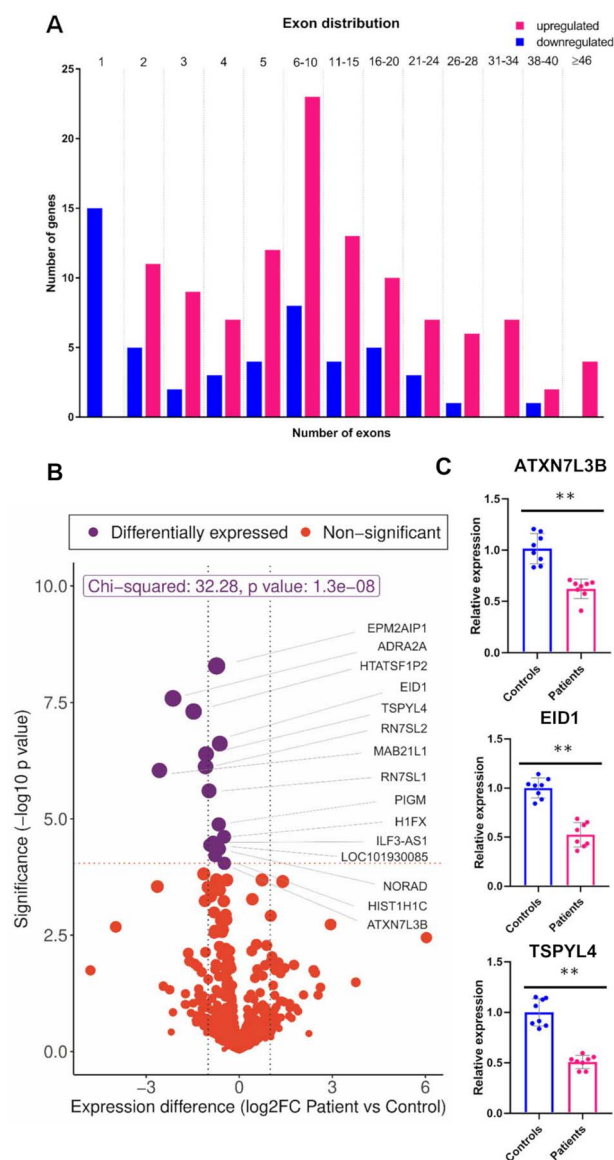 A
Exon distribution
upregulated
downregulated
1 2 3 4 5 6-10 11-15 16-20 21-24 26-28 31-34 38-40 ≥46
25
20
15
10
5
0
Number of genes
Number of exons
B
Differentially expressed Non−significant
Chi−squared: 32.28, p value: 1.3e−08
10.0
7.5
5.0
2.5
0.0
Significance (−log10 p value)
EPM2AIP1
ADRA2A
HTATSF1P2
EID1
TSPYL4
RN7SL2
MAB21L1
RN7SL1
PIGM
H1FX
ILF3-AS1
LOC101930085
NORAD
HIST1H1C
ATXN7L3B
−3 0 3 6
Expression difference (log2FC Patient vs Control)
C
ATXN7L3B
**
1.5
1.0
0.5
0.0
Relative expression
Controls
Patients
EID1
**
1.5
1.0
0.5
0.0
Relative expression
Controls
Patients
TSPYL4
**
1.5
1.0
0.5
0.0
Relative expression
Controls
Patients